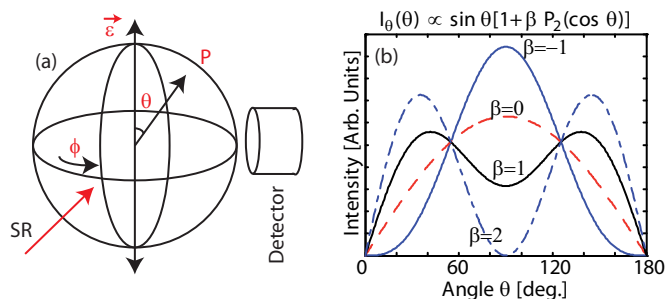 (a)
ε
P
θ
ϕ
SR
Detector
I_θ(θ) ∝ sin θ[1+β P_2(cos θ)]
(b)
β=−1
β=0
β=1
β=2
Intensity [Arb. Units]
0 60 120 180
Angle θ [deg.]